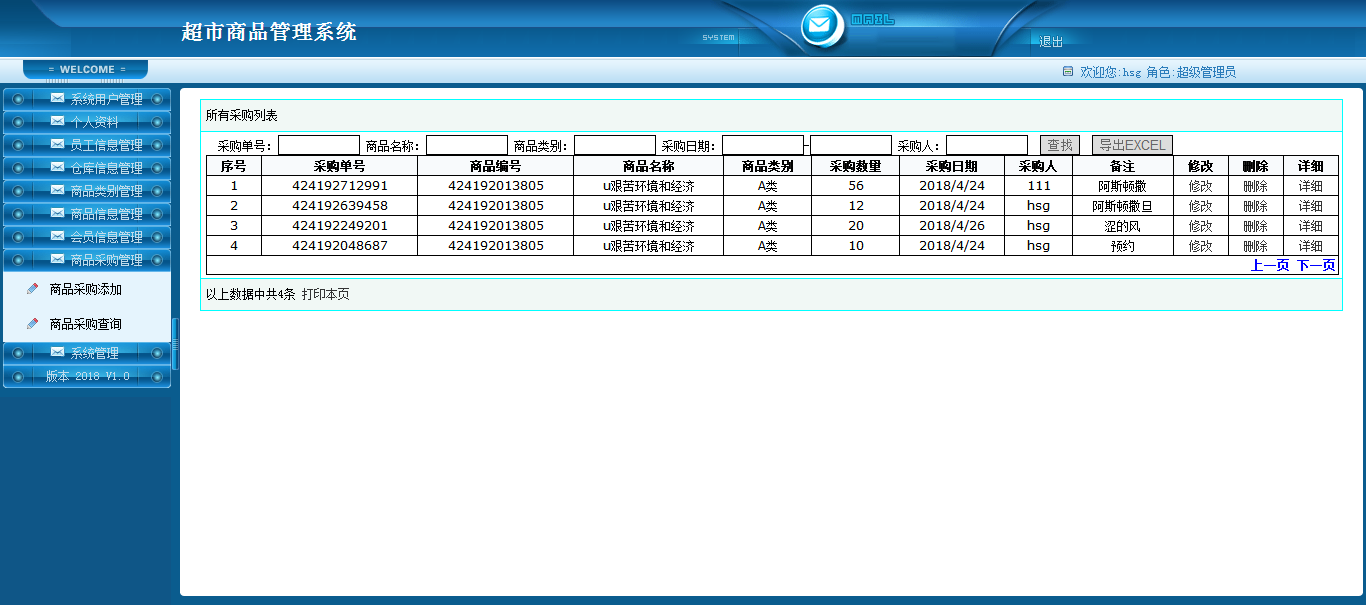 超市商品管理系统
MAIL
SYSTEM
退出
= WELCOME =
欢迎您:hsg 角色:超级管理员
系统用户管理
个人资料
员工信息管理
仓库信息管理
商品类别管理
商品信息管理
会员信息管理
商品采购管理
商品采购添加
商品采购查询
系统管理
版本 2018 V1.0
所有采购列表
采购单号: 商品名称: 商品类别: 采购日期: - 采购人: 查找 导出EXCEL
序号 采购单号 商品编号 商品名称 商品类别 采购数量 采购日期 采购人 备注 修改 删除 详细
1 424192712991 424192013805 u艰苦环境和经济 A类 56 2018/4/24 111 阿斯顿撒 修改 删除 详细
2 424192639458 424192013805 u艰苦环境和经济 A类 12 2018/4/24 hsg 阿斯顿撒旦 修改 删除 详细
3 424192249201 424192013805 u艰苦环境和经济 A类 20 2018/4/26 hsg 涩的风 修改 删除 详细
4 424192048687 424192013805 u艰苦环境和经济 A类 10 2018/4/24 hsg 预约 修改 删除 详细
上一页 下一页
以上数据中共4条 打印本页